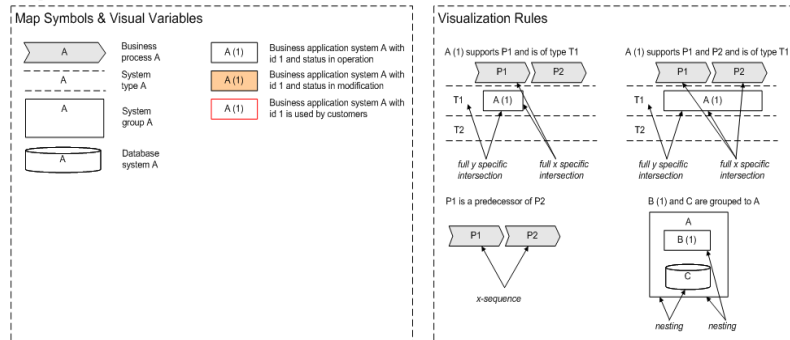 Map Symbols & Visual Variables
A
Business
process A
A
System
type A
A
System
group A
A
Database
system A
A (1)
Business application system A with
id 1 and status in operation
A (1)
Business application system A with
id 1 and status in modification
A (1)
Business application system A with
id 1 is used by customers
Visualization Rules
A (1) supports P1 and is of type T1
P1
P2
T1
A (1)
T2
full y specific
intersection
full x specific
intersection
A (1) supports P1 and P2 and is of type T1
P1
P2
T1
A (1)
T2
full y specific
intersection
full x specific
intersection
P1 is a predecessor of P2
P1
P2
x-sequence
B (1) and C are grouped to A
A
B (1)
C
nesting
nesting